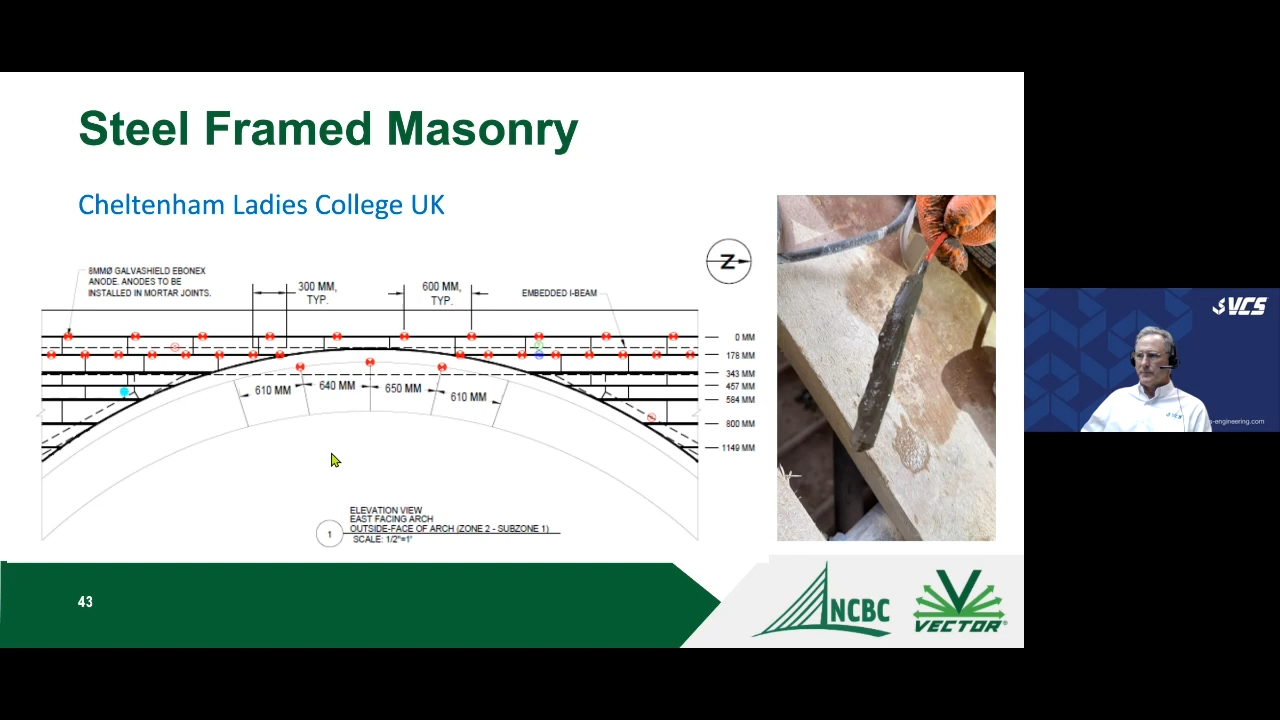 Steel Framed Masonry
Cheltenham Ladies College UK
8MMØ GALVASHIELD EBONEX
ANODE. ANODES TO BE
INSTALLED IN MORTAR JOINTS.
300 MM,
TYP.
600 MM,
TYP.
EMBEDDED I-BEAM
Z
0 MM
178 MM
343 MM
457 MM
584 MM
800 MM
1149 MM
610 MM
640 MM
650 MM
610 MM
1
ELEVATION VIEW
EAST FACING ARCH
OUTSIDE-FACE OF ARCH (ZONE 2 - SUBZONE 1)
SCALE: 1/2"=1'
43
NCBC
VECTOR®
VCS
s-engineering.com